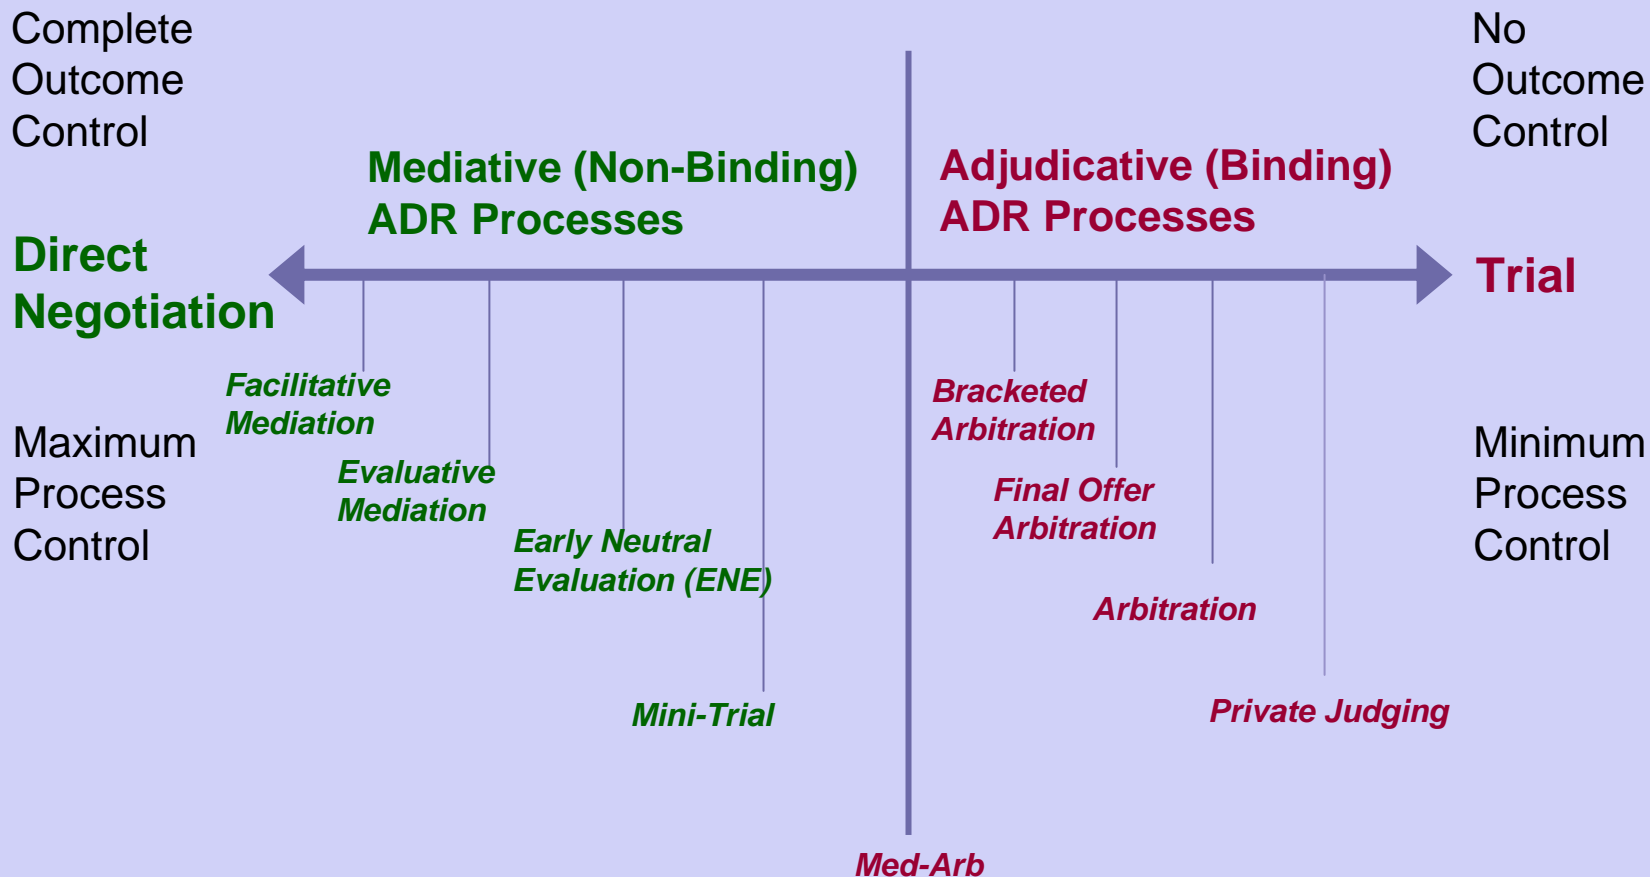 Complete
Outcome
Control
No
Outcome
Control
Mediative (Non-Binding)
ADR Processes
Adjudicative (Binding)
ADR Processes
Direct
Negotiation
Trial
Facilitative
Mediation
Bracketed
Arbitration
Maximum
Process
Control
Minimum
Process
Control
Evaluative
Mediation
Final Offer
Arbitration
Early Neutral
Evaluation (ENE)
Arbitration
Mini-Trial
Private Judging
Med-Arb